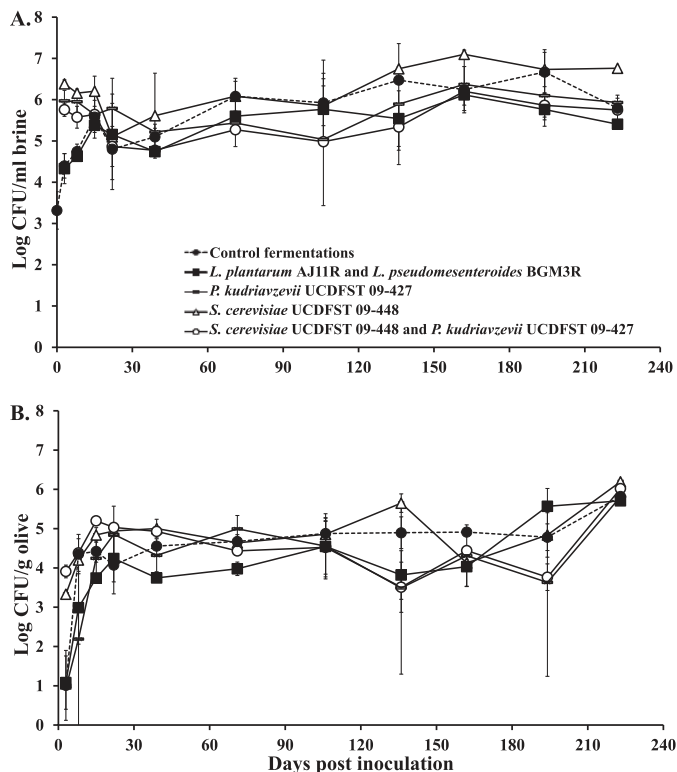 A.
8
7
6
5
4
3
2
1
0
Log CFU/ml brine
Control fermentations
L. plantarum AJ11R and L. pseudomesenteroides BGM3R
P. kudriavzevii UCDFST 09-427
S. cerevisiae UCDFST 09-448
S. cerevisiae UCDFST 09-448 and P. kudriavzevii UCDFST 09-427
0 30 60 90 120 150 180 210 240
B.
8
7
6
5
4
3
2
1
0
Log CFU/g olive
0 30 60 90 120 150 180 210 240
Days post inoculation